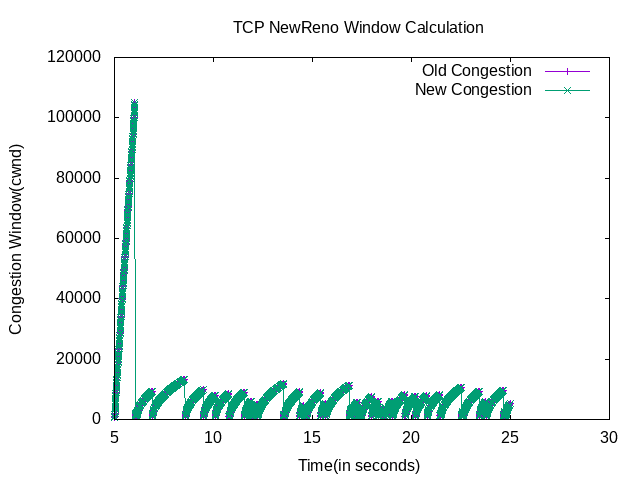 TCP NewReno Window Calculation
120000
100000
80000
60000
40000
20000
0
Congestion Window(cwnd)
Old Congestion
New Congestion
5
10
15
20
25
30
Time(in seconds)